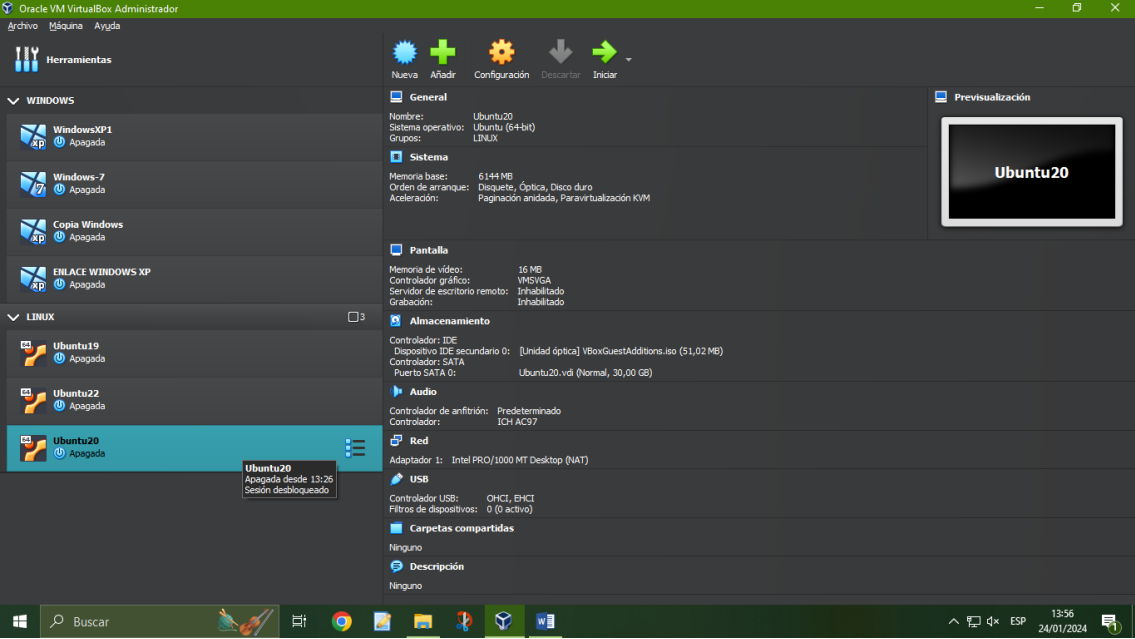 Oracle VM VirtualBox Administrador
Archivo Máquina Ayuda
Herramientas
Nueva Añadir Configuración Descartar Iniciar
WINDOWS
WindowsXP1
Apagada
Windows-7
Apagada
Copia Windows
Apagada
ENLACE WINDOWS XP
Apagada
LINUX 3
Ubuntu19
Apagada
Ubuntu22
Apagada
Ubuntu20
Apagada
Ubuntu20
Apagada desde 13:26
Sesión desbloqueado
General
Nombre: Ubuntu20
Sistema operativo: Ubuntu (64-bit)
Grupos: LINUX
Sistema
Memoria base: 6144 MB
Orden de arranque: Disquete, Óptica, Disco duro
Aceleración: Paginación anidada, Paravirtualización KVM
Previsualización
Ubuntu20
Pantalla
Memoria de vídeo: 16 MB
Controlador gráfico: VMSVGA
Servidor de escritorio remoto: Inhabilitado
Grabación: Inhabilitado
Almacenamiento
Controlador: IDE
Dispositivo IDE secundario 0: [Unidad óptica] VBoxGuestAdditions.iso (51,02 MB)
Controlador: SATA
Puerto SATA 0: Ubuntu20.vdi (Normal, 30,00 GB)
Audio
Controlador de anfitrión: Predeterminado
Controlador: ICH AC97
Red
Adaptador 1: Intel PRO/1000 MT Desktop (NAT)
USB
Controlador USB: OHCI, EHCI
Filtros de dispositivos: 0 (0 activo)
Carpetas compartidas
Ninguno
Descripción
Ninguno
Buscar
ESP
13:56
24/01/2024
1